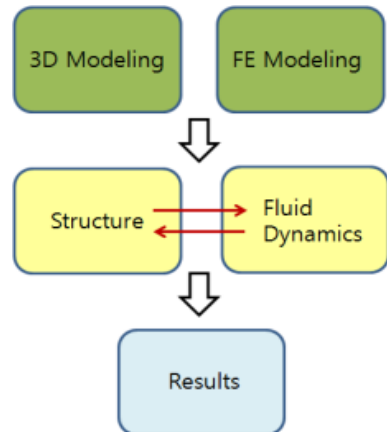 3D Modeling
FE Modeling
Structure
Fluid
Dynamics
Results